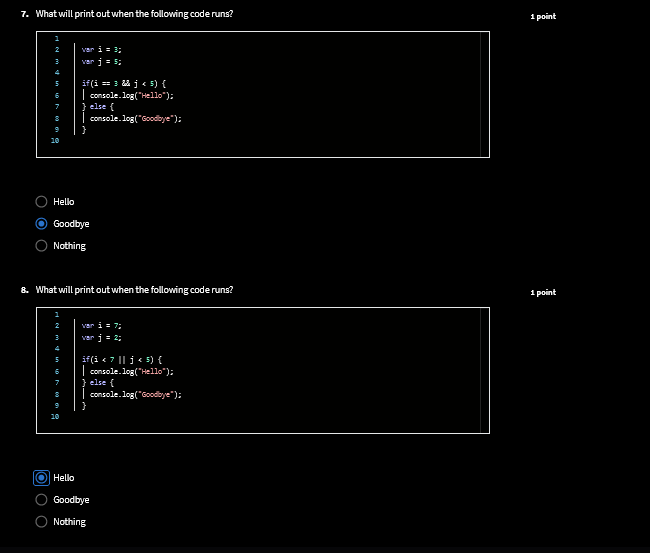 7. What will print out when the following code runs?
1 point
1
2 var i = 3;
3 var j = 5;
4
5 if(i == 3 && j < 5) {
6 console.log("Hello");
7 } else {
8 console.log("Goodbye");
9 }
10
Hello
Goodbye
Nothing
8. What will print out when the following code runs?
1 point
1
2 var i = 7;
3 var j = 2;
4
5 if(i < 7 || j < 5) {
6 console.log("Hello");
7 } else {
8 console.log("Goodbye");
9 }
10
Hello
Goodbye
Nothing